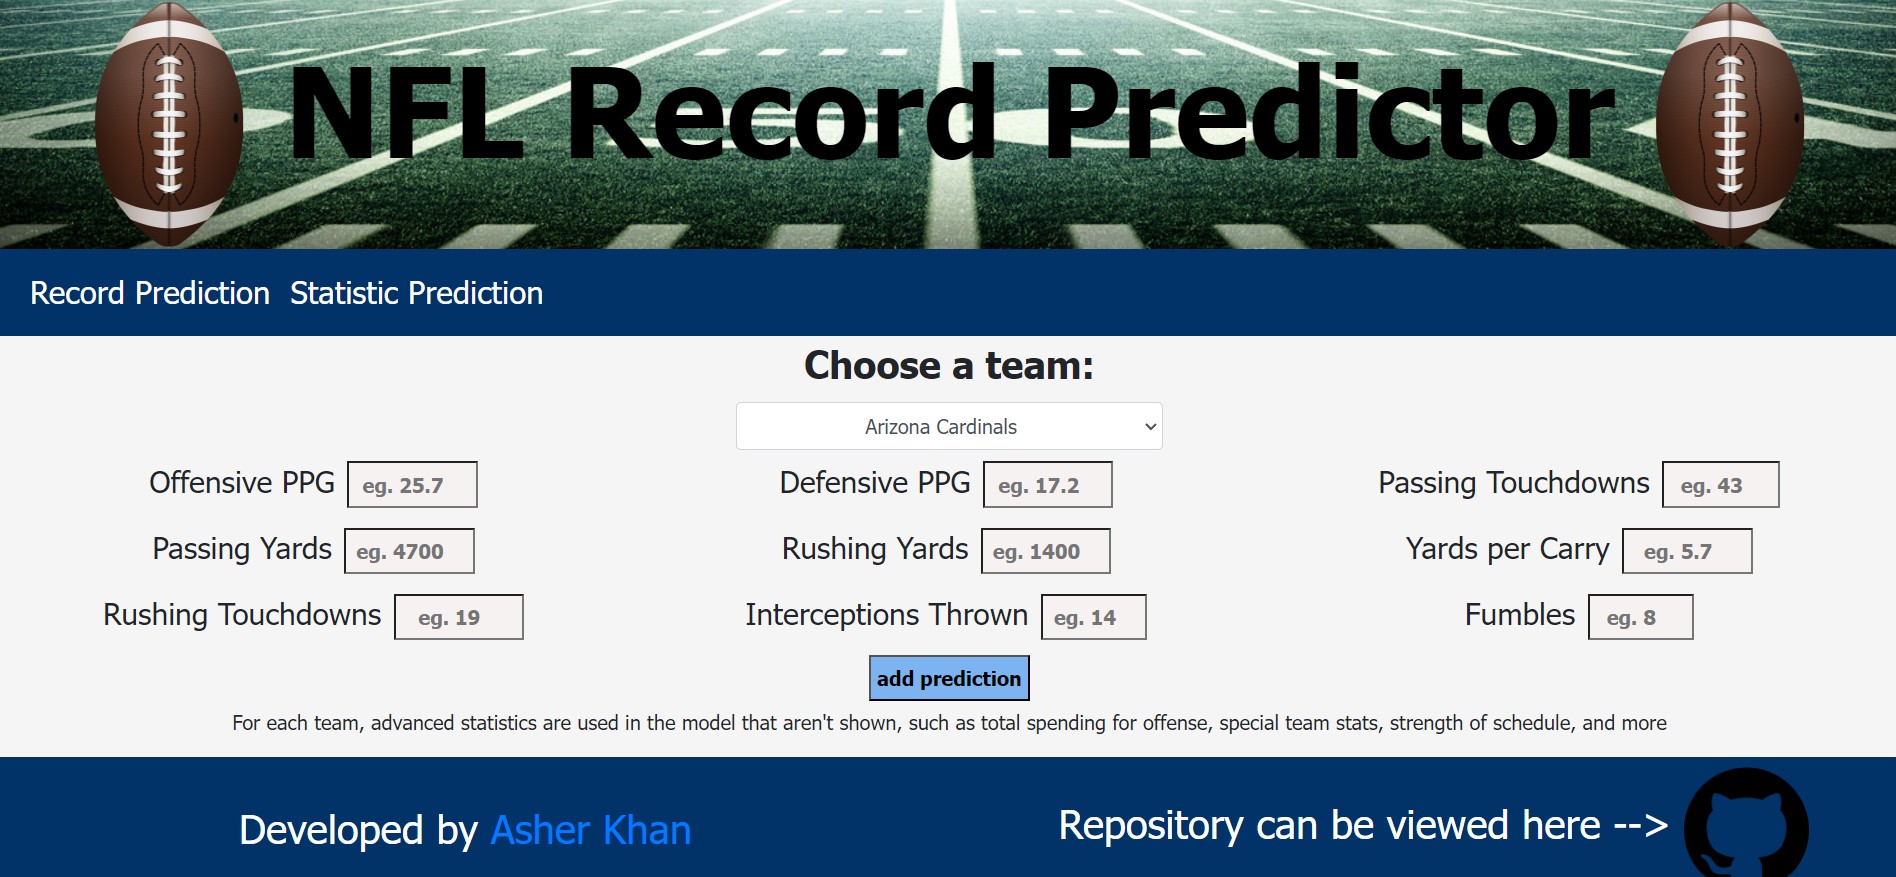 NFL Record Predictor
Record Prediction Statistic Prediction
Choose a team:
Arizona Cardinals
Offensive PPG eg. 25.7 Defensive PPG eg. 17.2 Passing Touchdowns eg. 43
Passing Yards eg. 4700 Rushing Yards eg. 1400 Yards per Carry eg. 5.7
Rushing Touchdowns eg. 19 Interceptions Thrown eg. 14 Fumbles eg. 8
add prediction
For each team, advanced statistics are used in the model that aren't shown, such as total spending for offense, special team stats, strength of schedule, and more
Developed by Asher Khan Repository can be viewed here -->